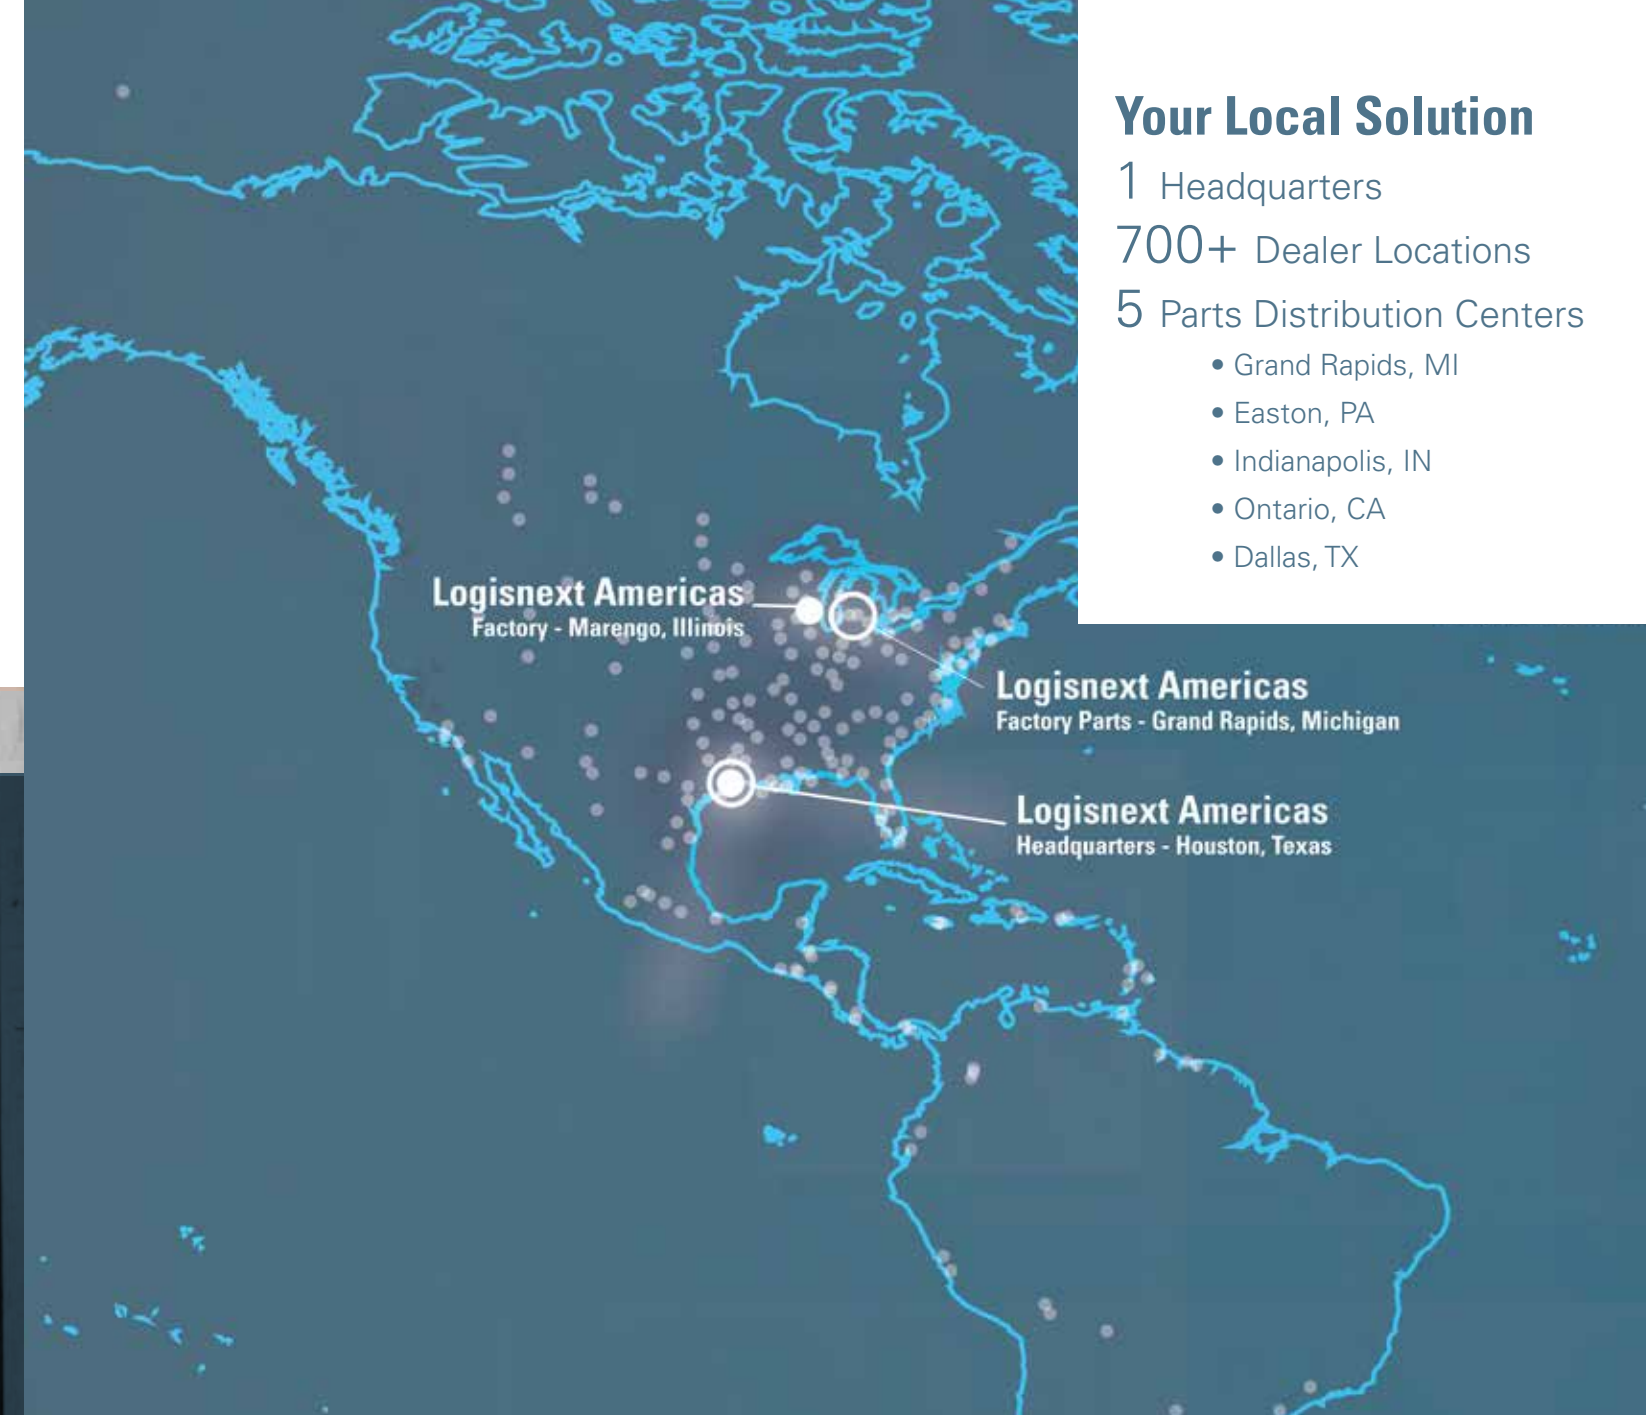 Your Local Solution
1 Headquarters
700+ Dealer Locations
5 Parts Distribution Centers
• Grand Rapids, MI
• Easton, PA
• Indianapolis, IN
• Ontario, CA
• Dallas, TX
Logisnext Americas
Factory - Marengo, Illinois
Logisnext Americas
Factory Parts - Grand Rapids, Michigan
Logisnext Americas
Headquarters - Houston, Texas